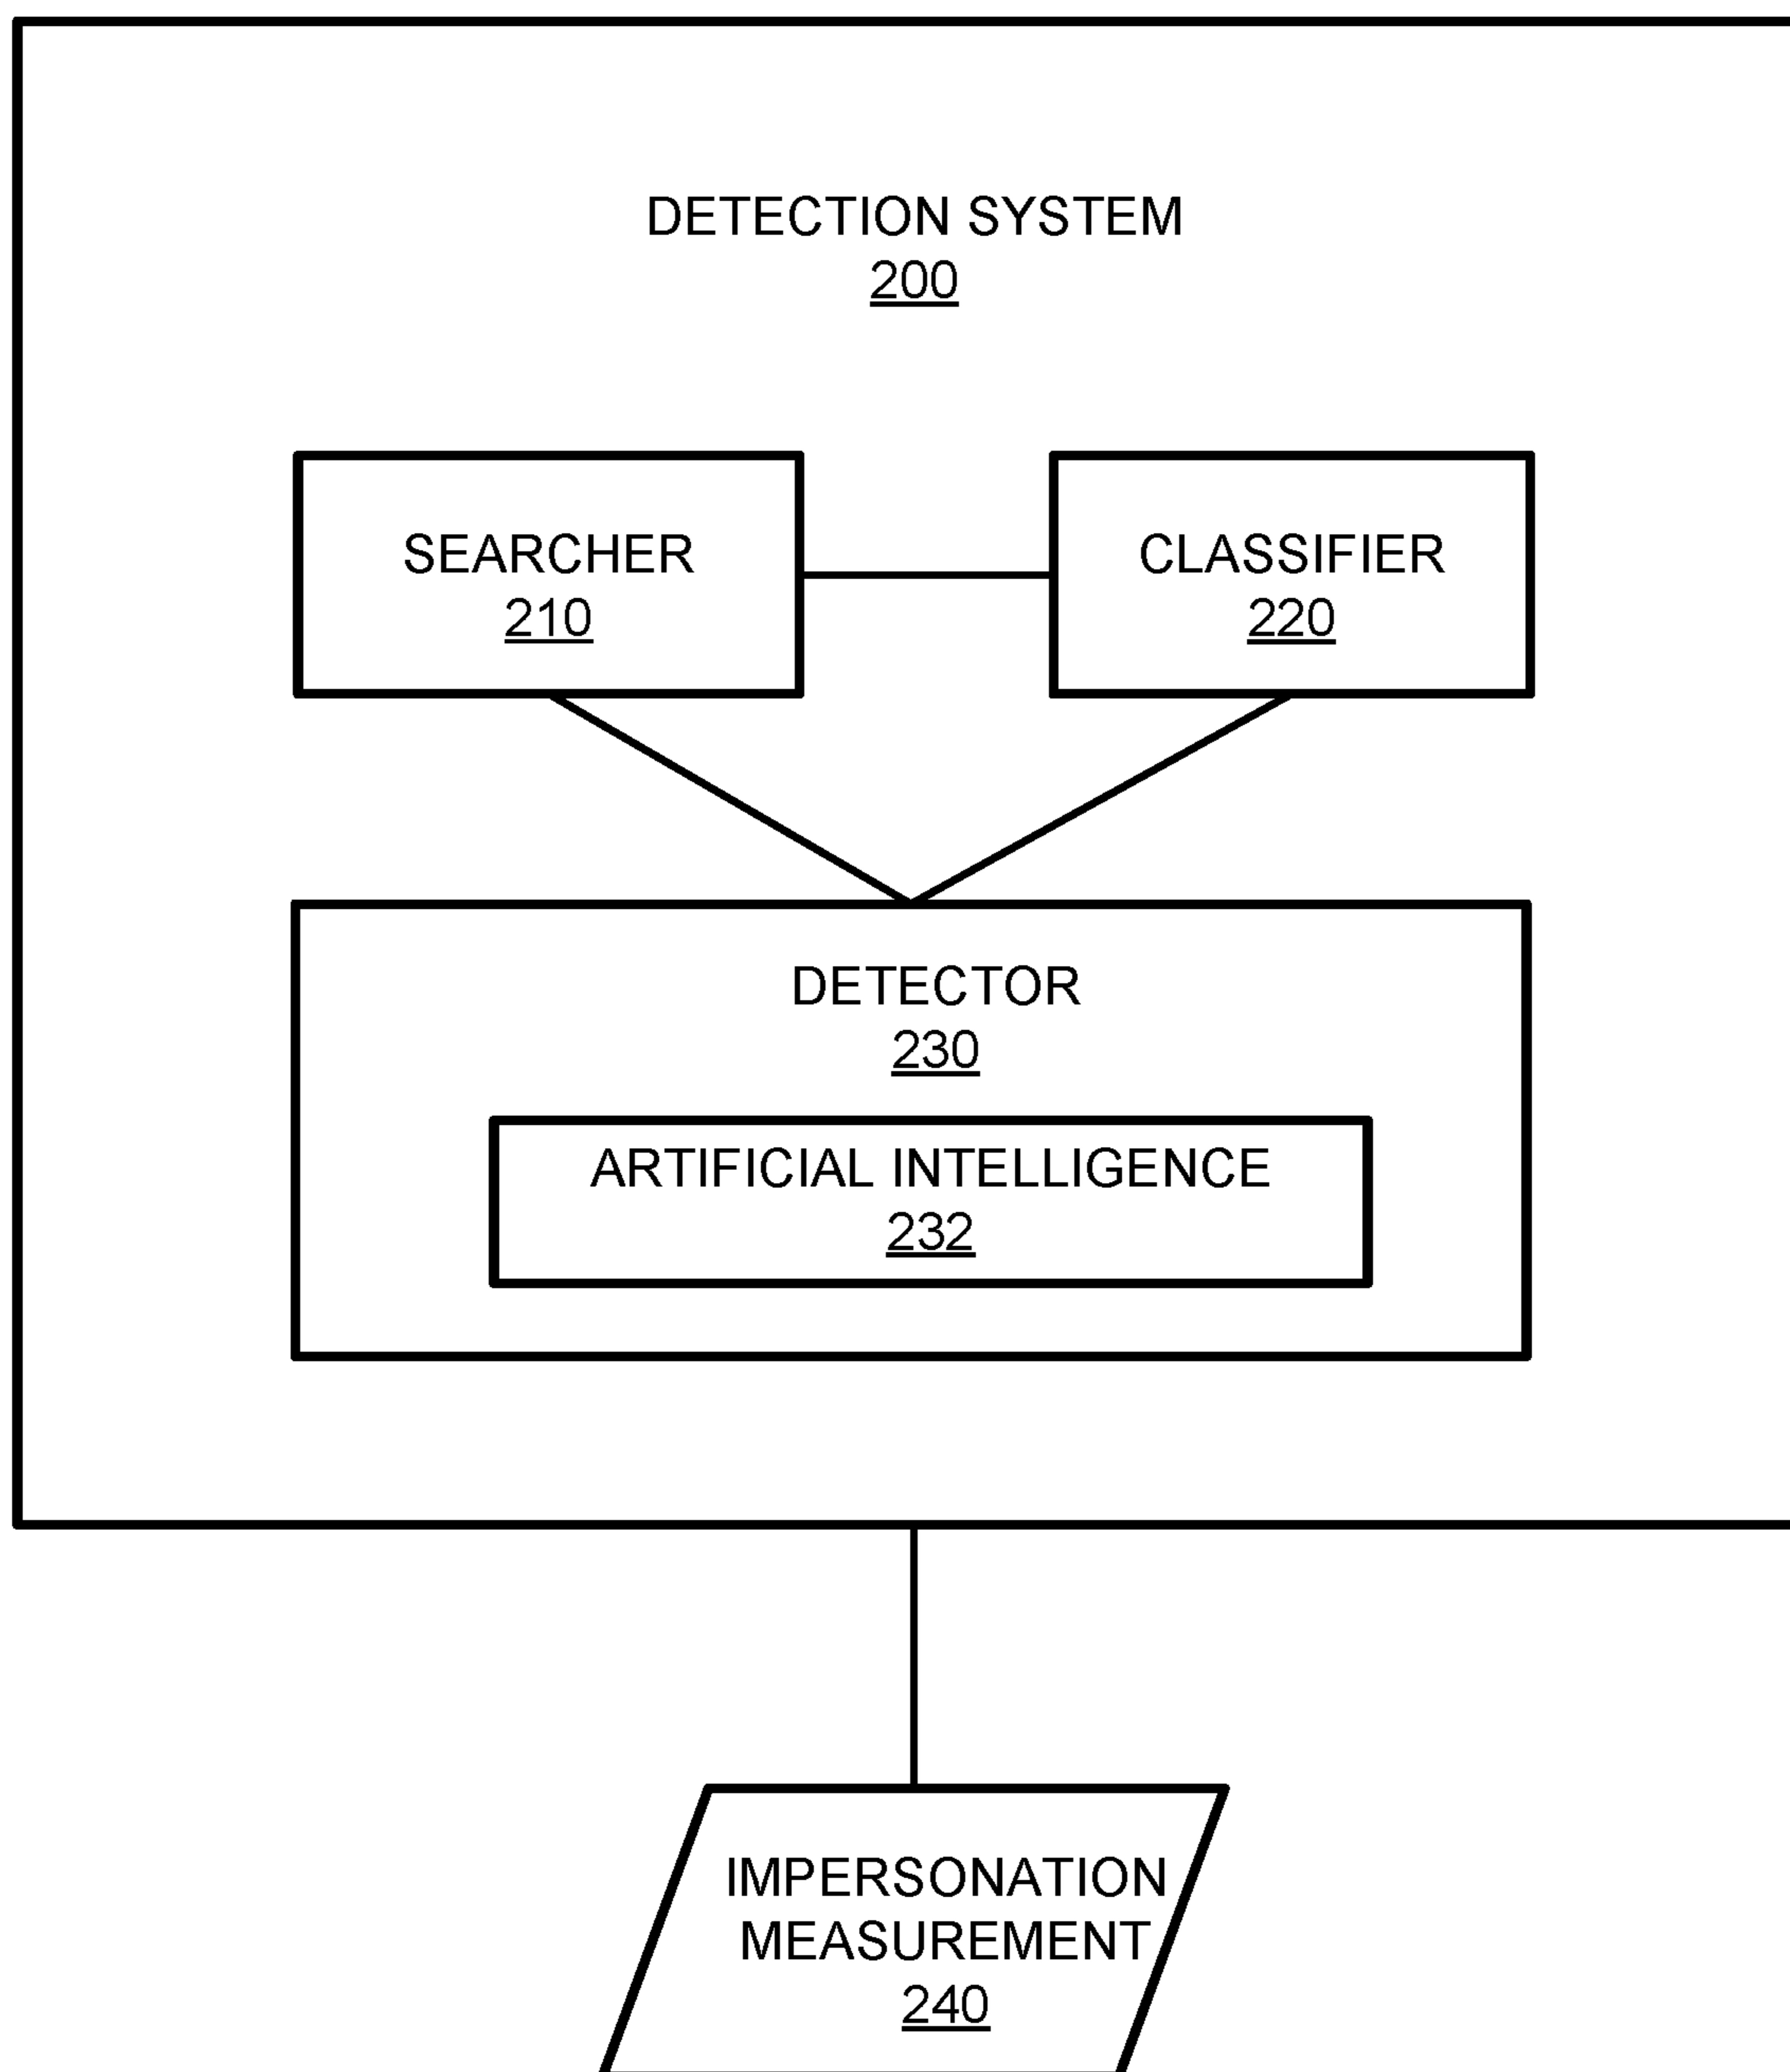 DETECTION SYSTEM
200
SEARCHER
210
CLASSIFIER
220
DETECTOR
230
ARTIFICIAL INTELLIGENCE
232
IMPERSONATION
MEASUREMENT
240